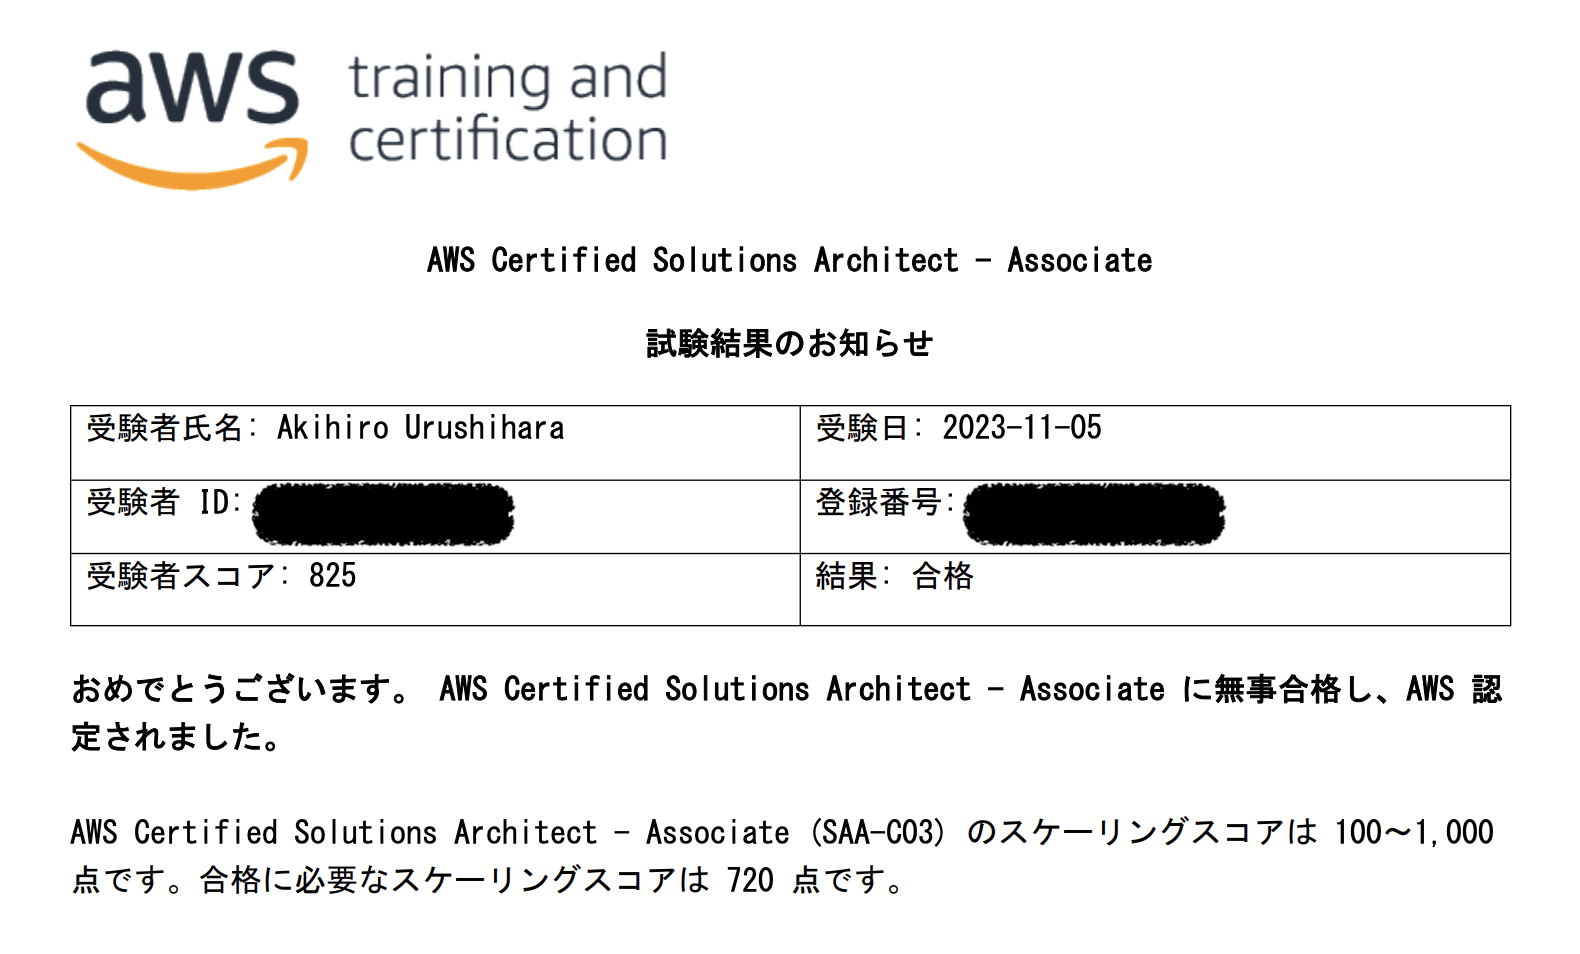 aws training and
certification
AWS Certified Solutions Architect - Associate
試験結果のお知らせ
受験者氏名: Akihiro Urushihara
受験日: 2023-11-05
受験者 ID:
登録番号:
受験者スコア: 825
結果: 合格
おめでとうございます。 AWS Certified Solutions Architect - Associate に無事合格し、AWS 認
定されました。
AWS Certified Solutions Architect - Associate (SAA-C03) のスケーリングスコアは 100～1,000
点です。合格に必要なスケーリングスコアは 720 点です。